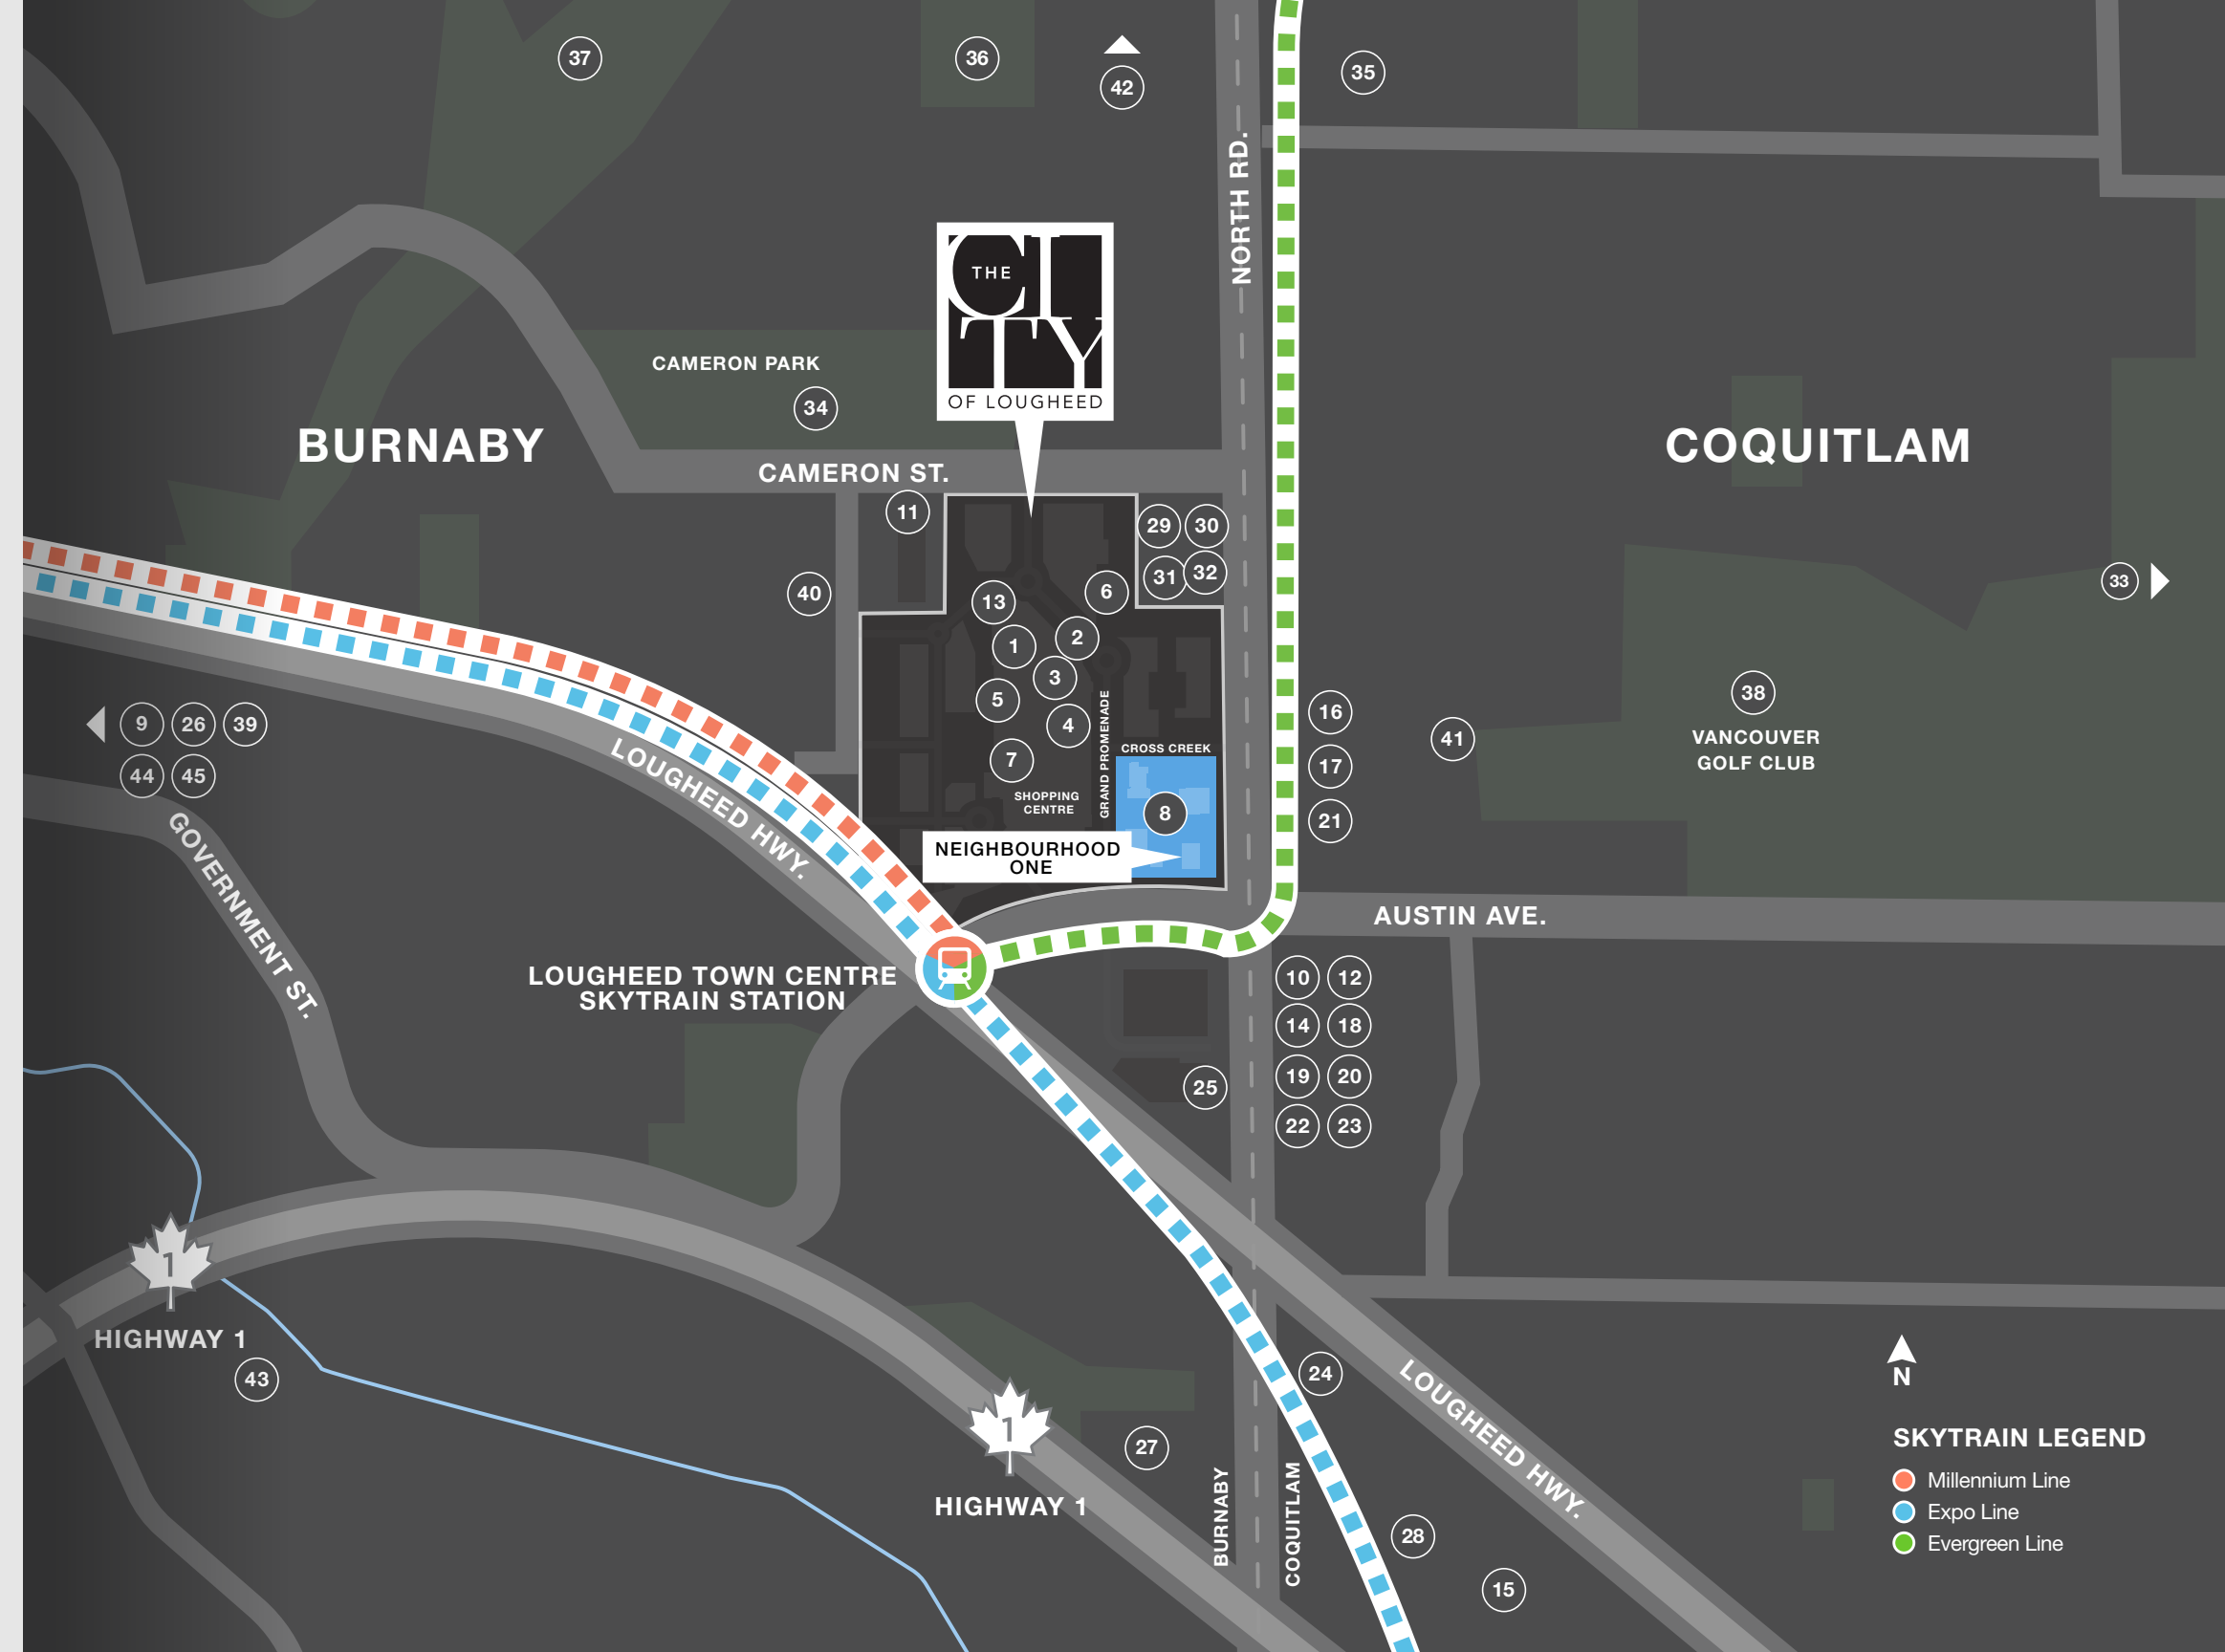 37
36
42
35
NORTH RD.
THE
CITY
OF LOUGHEED
CAMERON PARK
34
BURNABY
COQUITLAM
CAMERON ST.
11
29 30
31 32
40
13
6
33
1
2
3
5
4
7
GRAND PROMENADE
CROSS CREEK
SHOPPING
CENTRE
8
NEIGHBOURHOOD
ONE
16
17
21
41
38
VANCOUVER
GOLF CLUB
9 26 39
44 45
LOUGHEED HWY.
GOVERNMENT ST.
AUSTIN AVE.
LOUGHEED TOWN CENTRE
SKYTRAIN STATION
10 12
14 18
19 20
22 23
25
1
HIGHWAY 1
43
1
HIGHWAY 1
27
24
BURNABY
COQUITLAM
LOUGHEED HWY.
28
15
N
SKYTRAIN LEGEND
Millennium Line
Expo Line
Evergreen Line